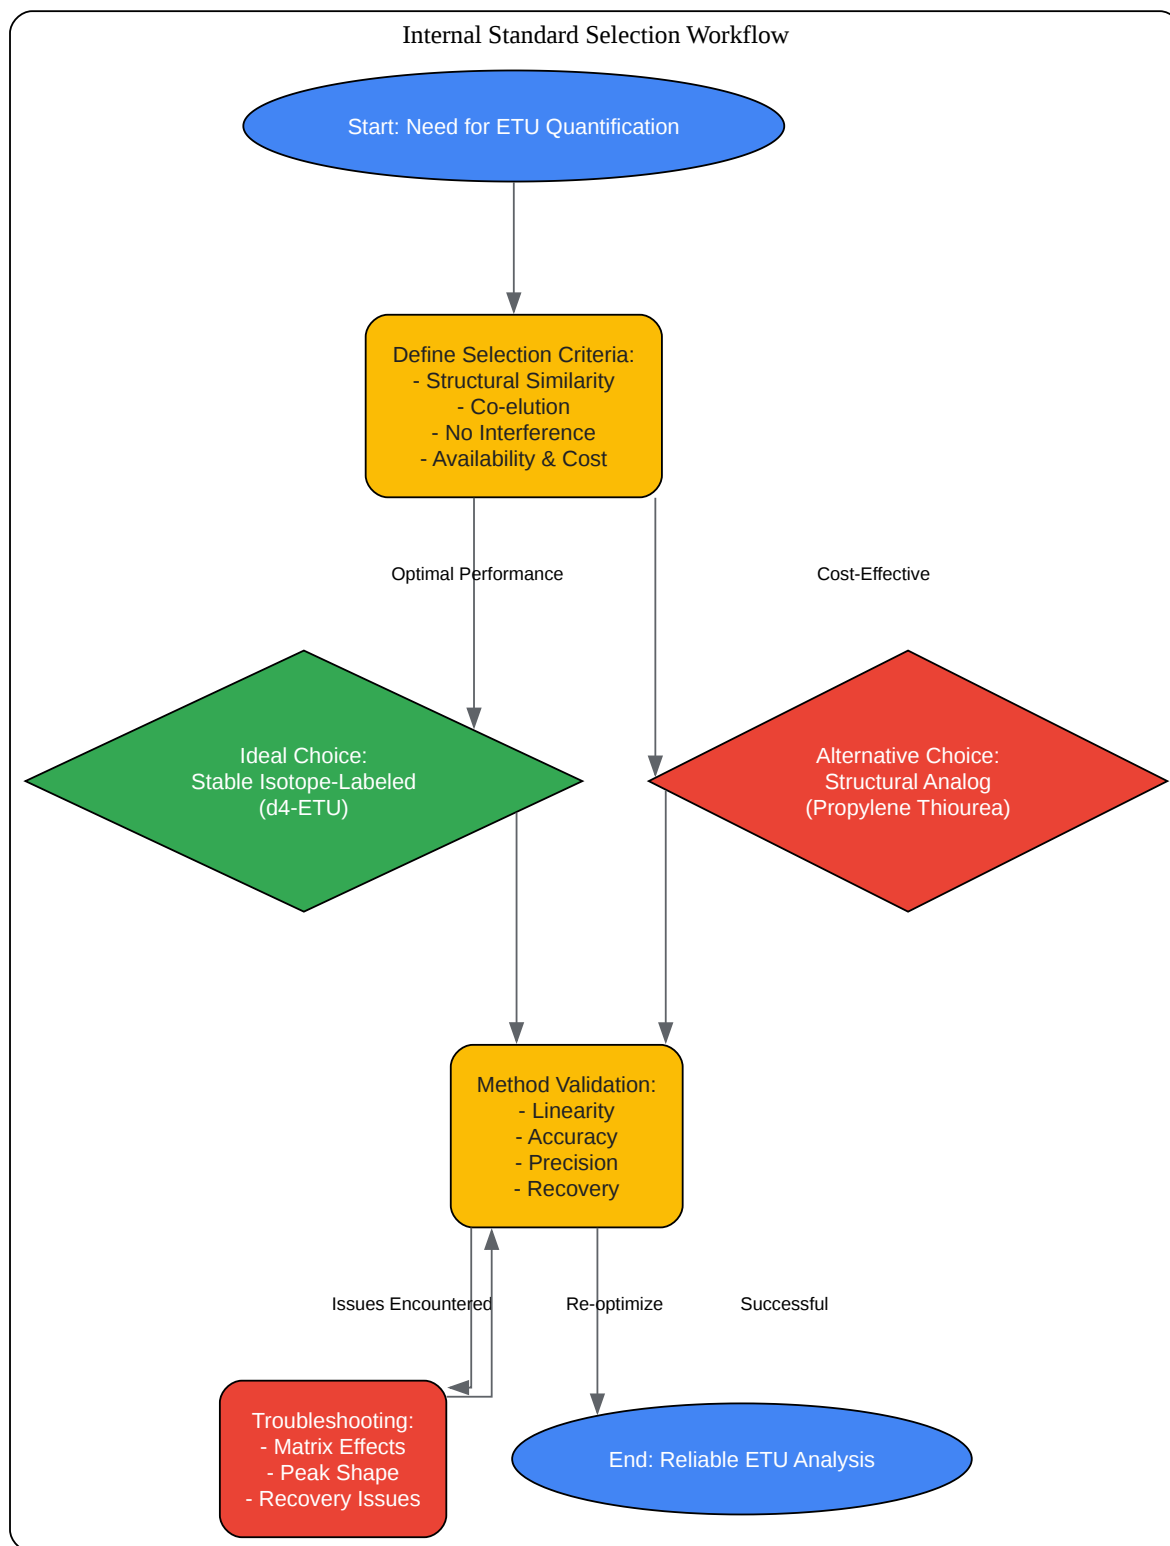 Internal Standard Selection Workflow
Start: Need for ETU Quantification
Define Selection Criteria:
- Structural Similarity
- Co-elution
- No Interference
- Availability & Cost
Optimal Performance
Cost-Effective
Ideal Choice:
Stable Isotope-Labeled
(d4-ETU)
Alternative Choice:
Structural Analog
(Propylene Thiourea)
Method Validation:
- Linearity
- Accuracy
- Precision
- Recovery
Issues Encountered
Re-optimize
Successful
Troubleshooting:
- Matrix Effects
- Peak Shape
- Recovery Issues
End: Reliable ETU Analysis